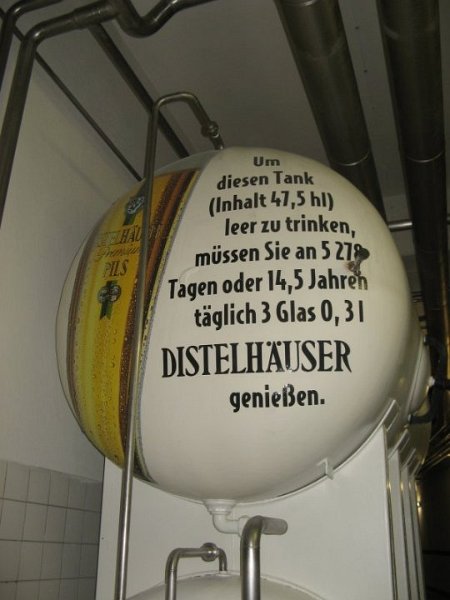 Um
diesen Tank
(Inhalt 47,5 hl)
leer zu trinken,
müssen Sie an 5 278
Tagen oder 14,5 Jahren
täglich 3 Glas 0,3 l
DISTELHÄUSER
genießen.
PILS